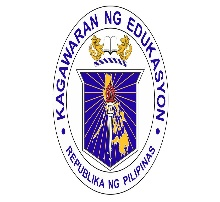 KAGAWARAN NG EDUKASYON
REPUBLIKA NG PILIPINAS